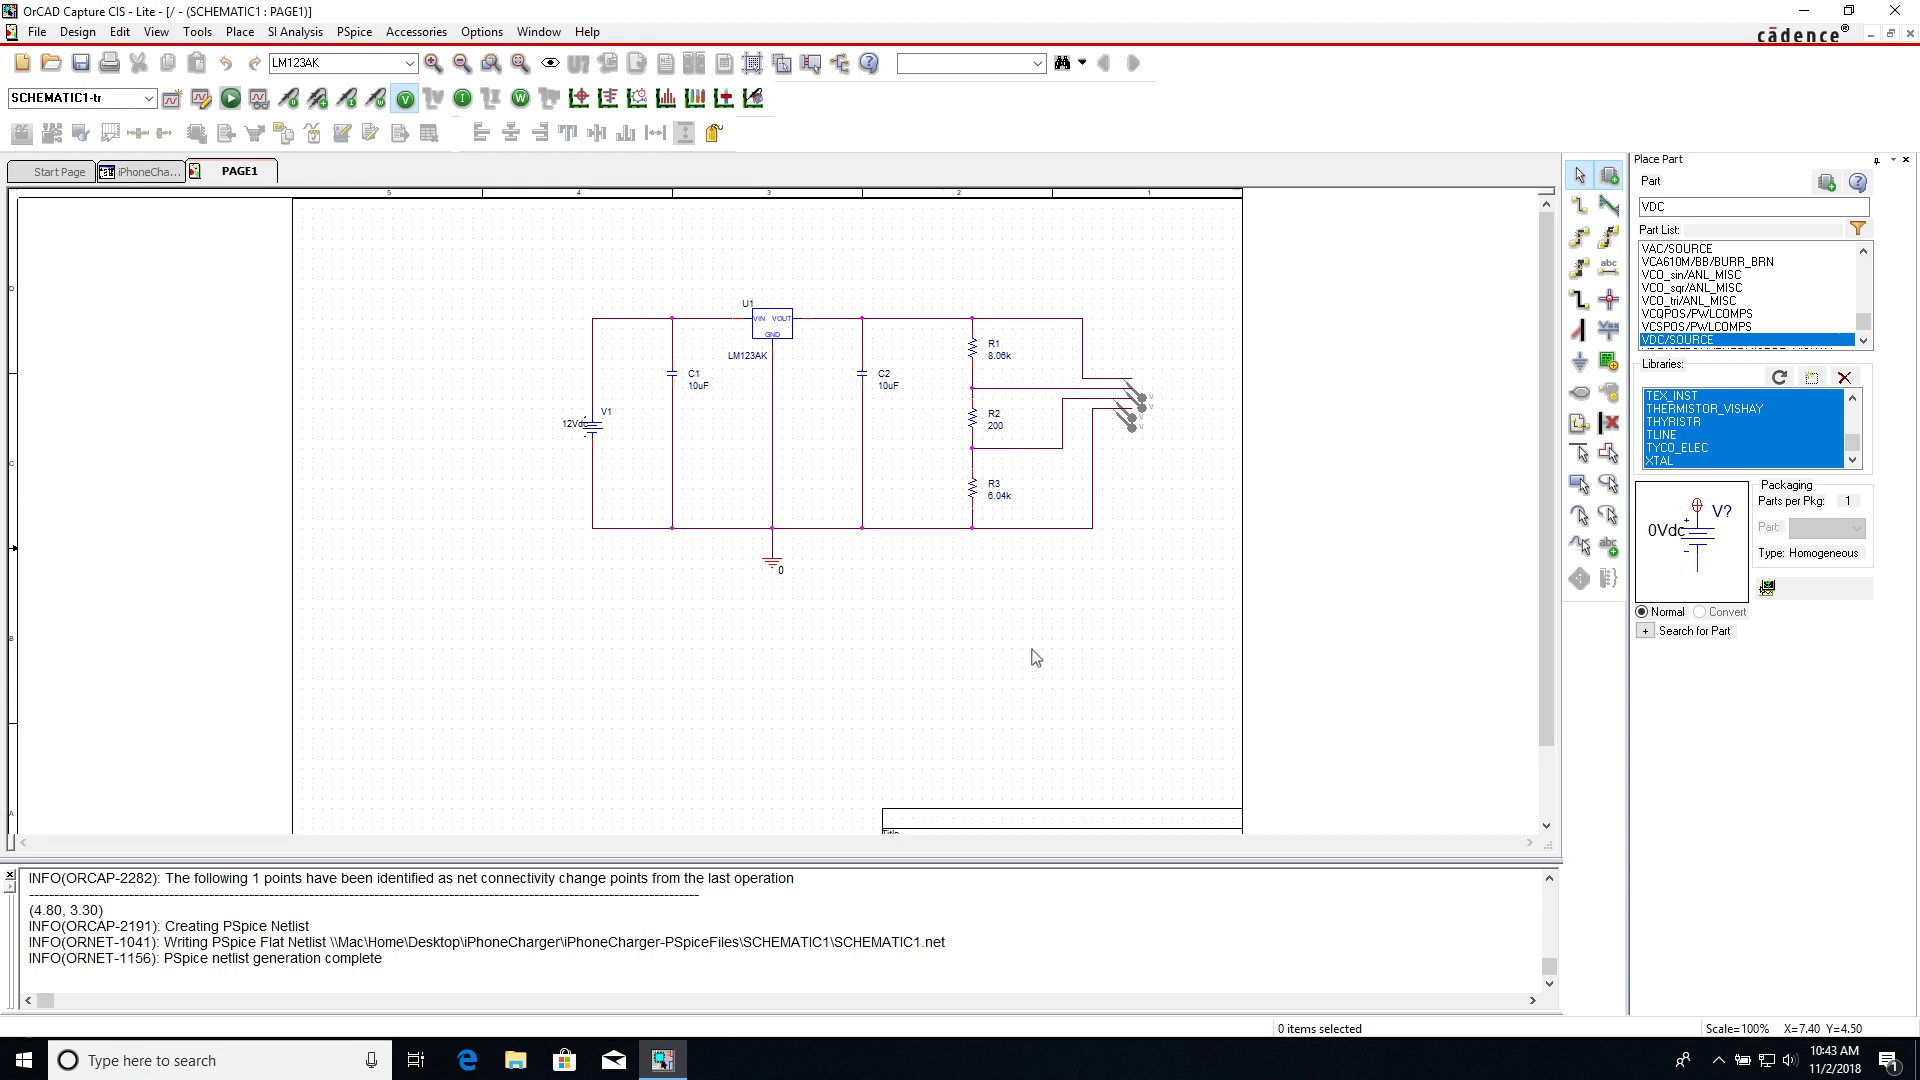 OrCAD Capture CIS - Lite - [/ - (SCHEMATIC1 : PAGE1)]
File Design Edit View Tools Place SI Analysis PSpice Accessories Options Window Help
cādence®
LM123AK
SCHEMATIC1-tr
Start Page iPhoneCha... PAGE1
5 4 3 2 1
D
C
B
A
U1
VIN VOUT
GND
LM123AK
C1
10uF
C2
10uF
R1
8.06k
R2
200
R3
6.04k
V1
12Vdc
V
V
V
V
0
Title
Place Part
Part
VDC
Part List:
VAC/SOURCE
VCA610M/BB/BURR_BRN
VCO_sin/ANL_MISC
VCO_sqr/ANL_MISC
VCO_tri/ANL_MISC
VCQPOS/PWLCOMPS
VCSPOS/PWLCOMPS
VDC/SOURCE
Libraries:
TEX_INST
THERMISTOR_VISHAY
THYRISTR
TLINE
TYCO_ELEC
XTAL
V?
0Vdc
Packaging
Parts per Pkg: 1
Part:
Type: Homogeneous
Normal Convert
+ Search for Part
INFO(ORCAP-2282): The following 1 points have been identified as net connectivity change points from the last operation
(4.80, 3.30)
INFO(ORCAP-2191): Creating PSpice Netlist
INFO(ORNET-1041): Writing PSpice Flat Netlist \\Mac\Home\Desktop\iPhoneCharger\iPhoneCharger-PSpiceFiles\SCHEMATIC1\SCHEMATIC1.net
INFO(ORNET-1156): PSpice netlist generation complete
0 items selected
Scale=100% X=7.40 Y=4.50
Type here to search
10:43 AM
11/2/2018
1